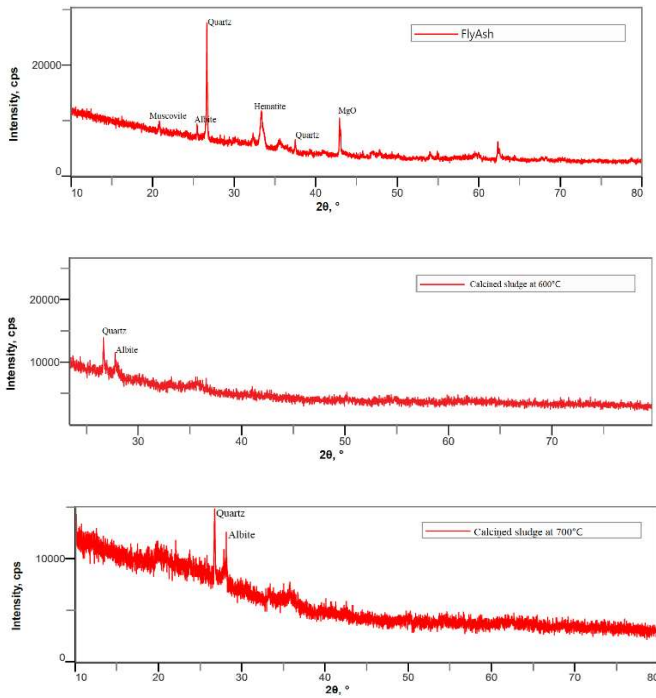 Quartz
FlyAsh
20000
Muscovite
Albite
Hematite
Quartz
MgO
0
Intensity, cps
10 20 30 40 50 60 70 80
2θ, °
Calcined sludge at 600°C
20000
Quartz
Albite
10000
Intensity, cps
30 40 50 60 70
2θ, °
Quartz
Albite
Calcined sludge at 700°C
10000
0
Intensity, cps
10 20 30 40 50 60 70 80
2θ, °